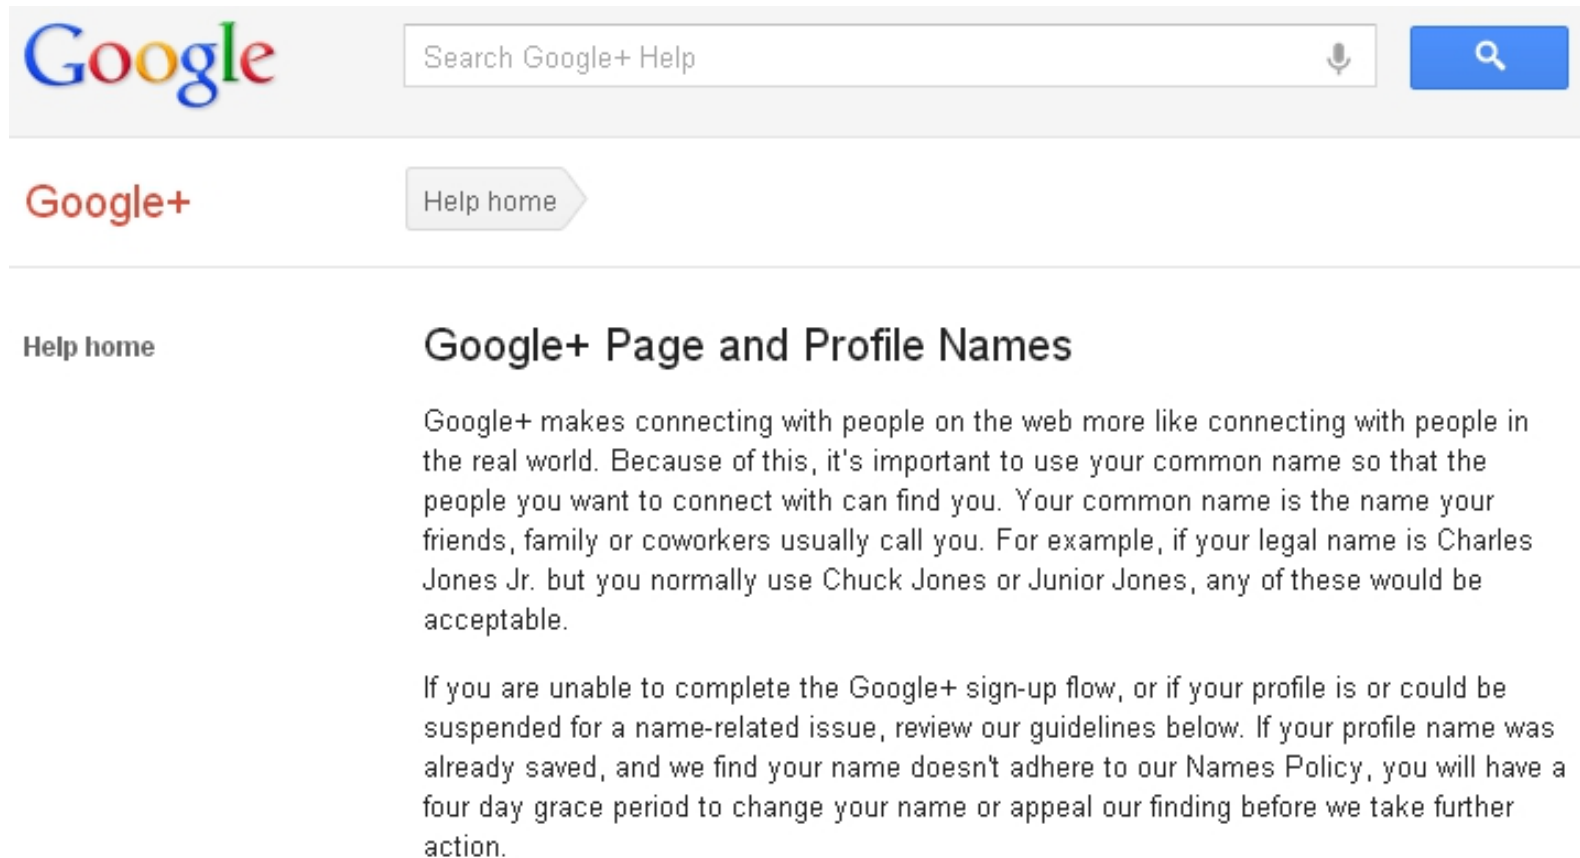 Google
Search Google+ Help
Google+
Help home
Help home
Google+ Page and Profile Names
Google+ makes connecting with people on the web more like connecting with people in
the real world. Because of this, it's important to use your common name so that the
people you want to connect with can find you. Your common name is the name your
friends, family or coworkers usually call you. For example, if your legal name is Charles
Jones Jr. but you normally use Chuck Jones or Junior Jones, any of these would be
acceptable.
If you are unable to complete the Google+ sign-up flow, or if your profile is or could be
suspended for a name-related issue, review our guidelines below. If your profile name was
already saved, and we find your name doesn't adhere to our Names Policy, you will have a
four day grace period to change your name or appeal our finding before we take further
action.